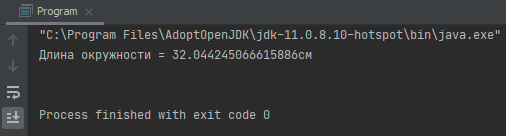 Program
"C:\Program Files\AdoptOpenJDK\jdk-11.0.8.10-hotspot\bin\java.exe"
Длина окружности = 32.044245066615886см
Process finished with exit code 0